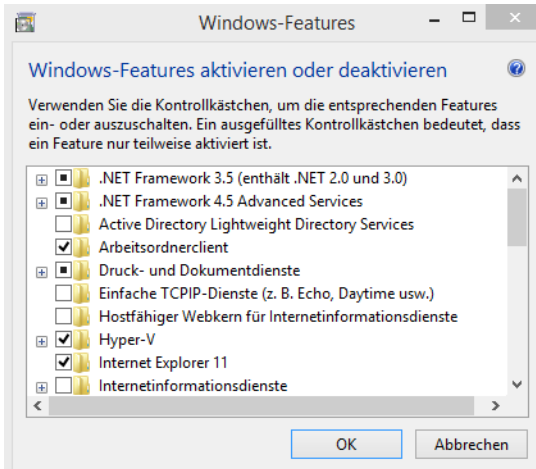 Windows-Features
Windows-Features aktivieren oder deaktivieren
Verwenden Sie die Kontrollkästchen, um die entsprechenden Features
ein- oder auszuschalten. Ein ausgefülltes Kontrollkästchen bedeutet, dass
ein Feature nur teilweise aktiviert ist.
.NET Framework 3.5 (enthält .NET 2.0 und 3.0)
.NET Framework 4.5 Advanced Services
Active Directory Lightweight Directory Services
Arbeitsordnerclient
Druck- und Dokumentdienste
Einfache TCPIP-Dienste (z. B. Echo, Daytime usw.)
Hostfähiger Webkern für Internetinformationsdienste
Hyper-V
Internet Explorer 11
Internetinformationsdienste
OK Abbrechen